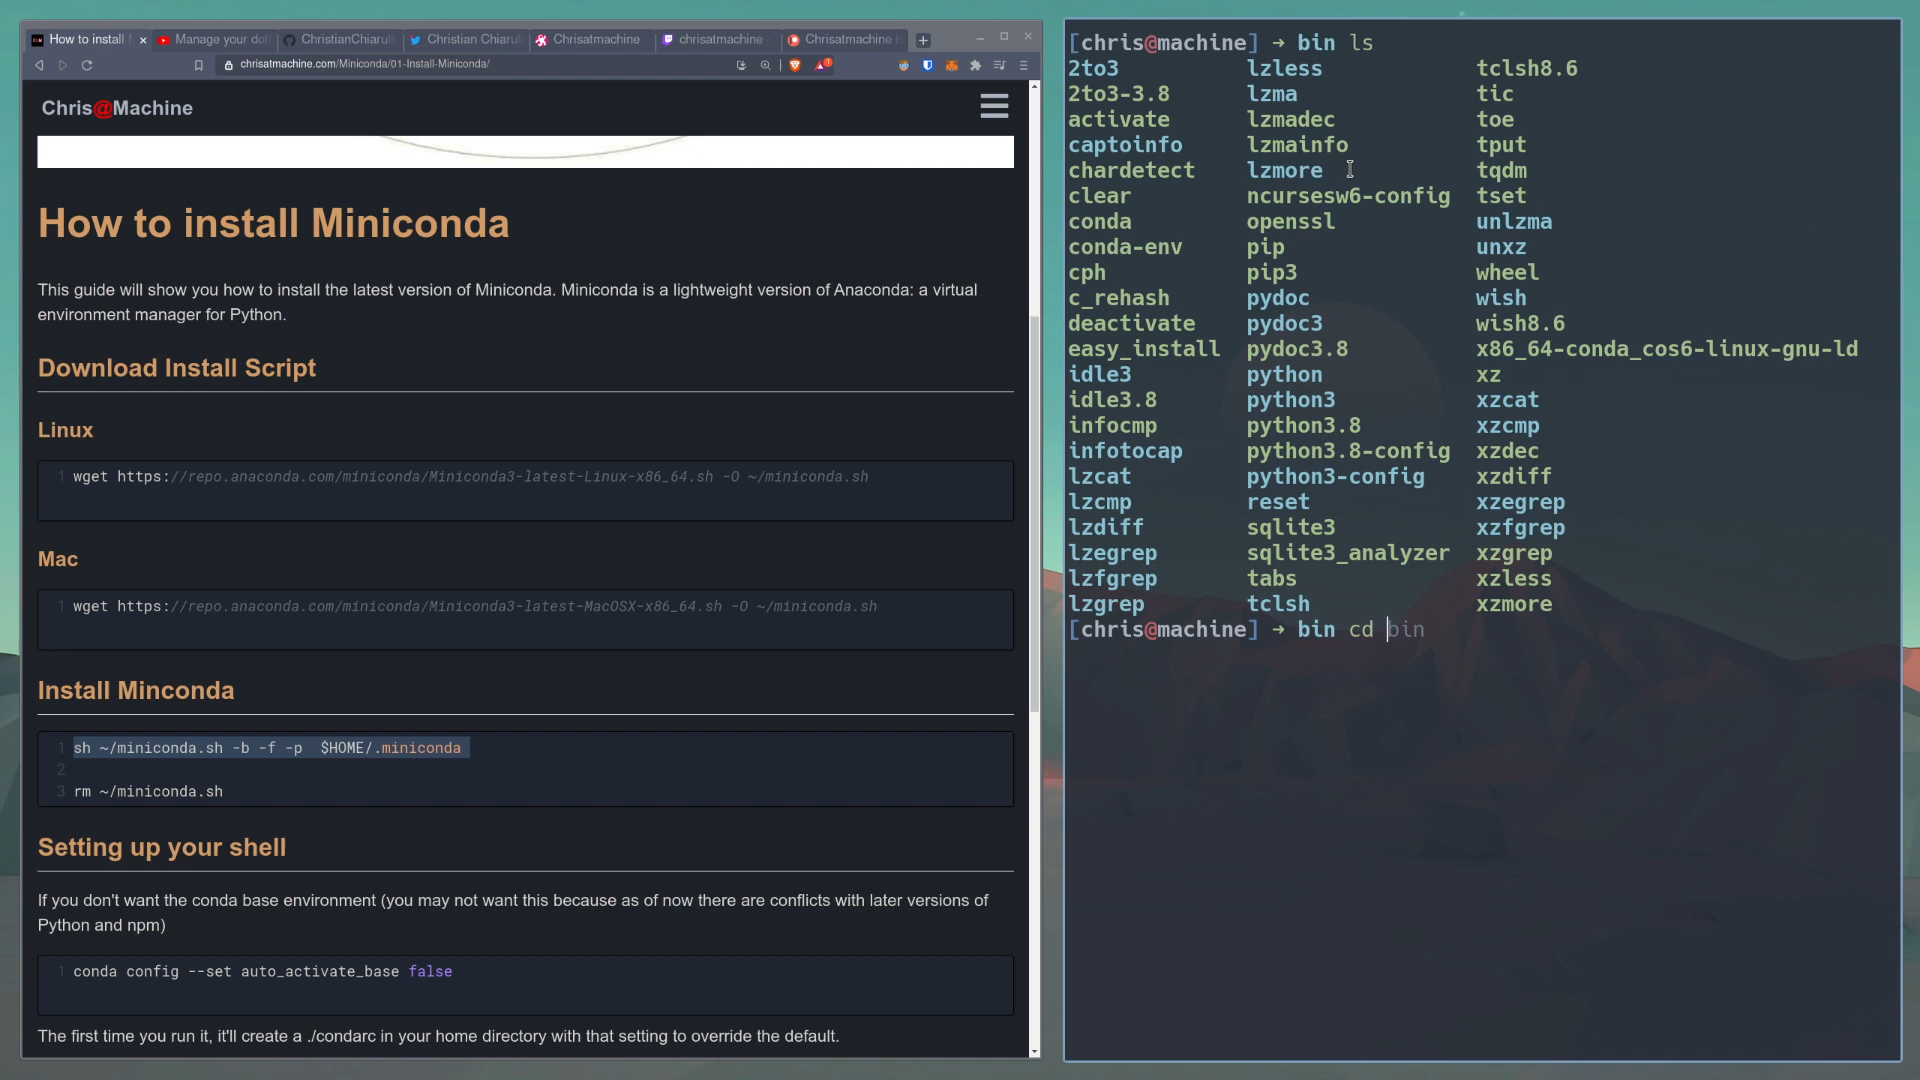 How to install
Manage your dot
ChristianChiarull
Christian Chiarull
Chrisatmachine
chrisatmachine -
Chrisatmachine i
chrisatmachine.com/Miniconda/01-Install-Miniconda/
1
Chris@Machine
How to install Miniconda
This guide will show you how to install the latest version of Miniconda. Miniconda is a lightweight version of Anaconda: a virtual
environment manager for Python.
Download Install Script
Linux
1 wget https://repo.anaconda.com/miniconda/Miniconda3-latest-Linux-x86_64.sh -O ~/miniconda.sh
Mac
1 wget https://repo.anaconda.com/miniconda/Miniconda3-latest-MacOSX-x86_64.sh -O ~/miniconda.sh
Install Minconda
1 sh ~/miniconda.sh -b -f -p  $HOME/.miniconda
2
3 rm ~/miniconda.sh
Setting up your shell
If you don't want the conda base environment (you may not want this because as of now there are conflicts with later versions of
Python and npm)
1 conda config --set auto_activate_base false
The first time you run it, it'll create a ./condarc in your home directory with that setting to override the default.
[chris@machine] → bin ls
2to3 lzless tclsh8.6
2to3-3.8 lzma tic
activate lzmadec toe
captoinfo lzmainfo tput
chardetect lzmore tqdm
clear ncursesw6-config tset
conda openssl unlzma
conda-env pip unxz
cph pip3 wheel
c_rehash pydoc wish
deactivate pydoc3 wish8.6
easy_install pydoc3.8 x86_64-conda_cos6-linux-gnu-ld
idle3 python xz
idle3.8 python3 xzcat
infocmp python3.8 xzcmp
infotocap python3.8-config xzdec
lzcat python3-config xzdiff
lzcmp reset xzegrep
lzdiff sqlite3 xzfgrep
lzegrep sqlite3_analyzer xzgrep
lzfgrep tabs xzless
lzgrep tclsh xzmore
[chris@machine] → bin cd bin